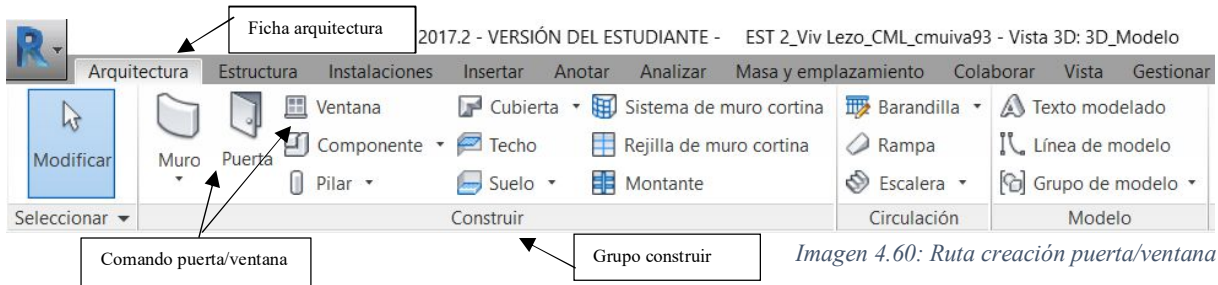 Ficha arquitectura
2017.2 - VERSIÓN DEL ESTUDIANTE - EST 2_Viv Lezo_CML_cmuiva93 - Vista 3D: 3D_Modelo
Arquitectura Estructura Instalaciones Insertar Anotar Analizar Masa y emplazamiento Colaborar Vista Gestionar
Ventana Cubierta Sistema de muro cortina Barandilla Texto modelado
Modificar Muro Puerta Componente Techo Rejilla de muro cortina Rampa Línea de modelo
Pilar Suelo Montante Escalera Grupo de modelo
Seleccionar Construir Circulación Modelo
Comando puerta/ventana Grupo construir Imagen 4.60: Ruta creación puerta/ventana